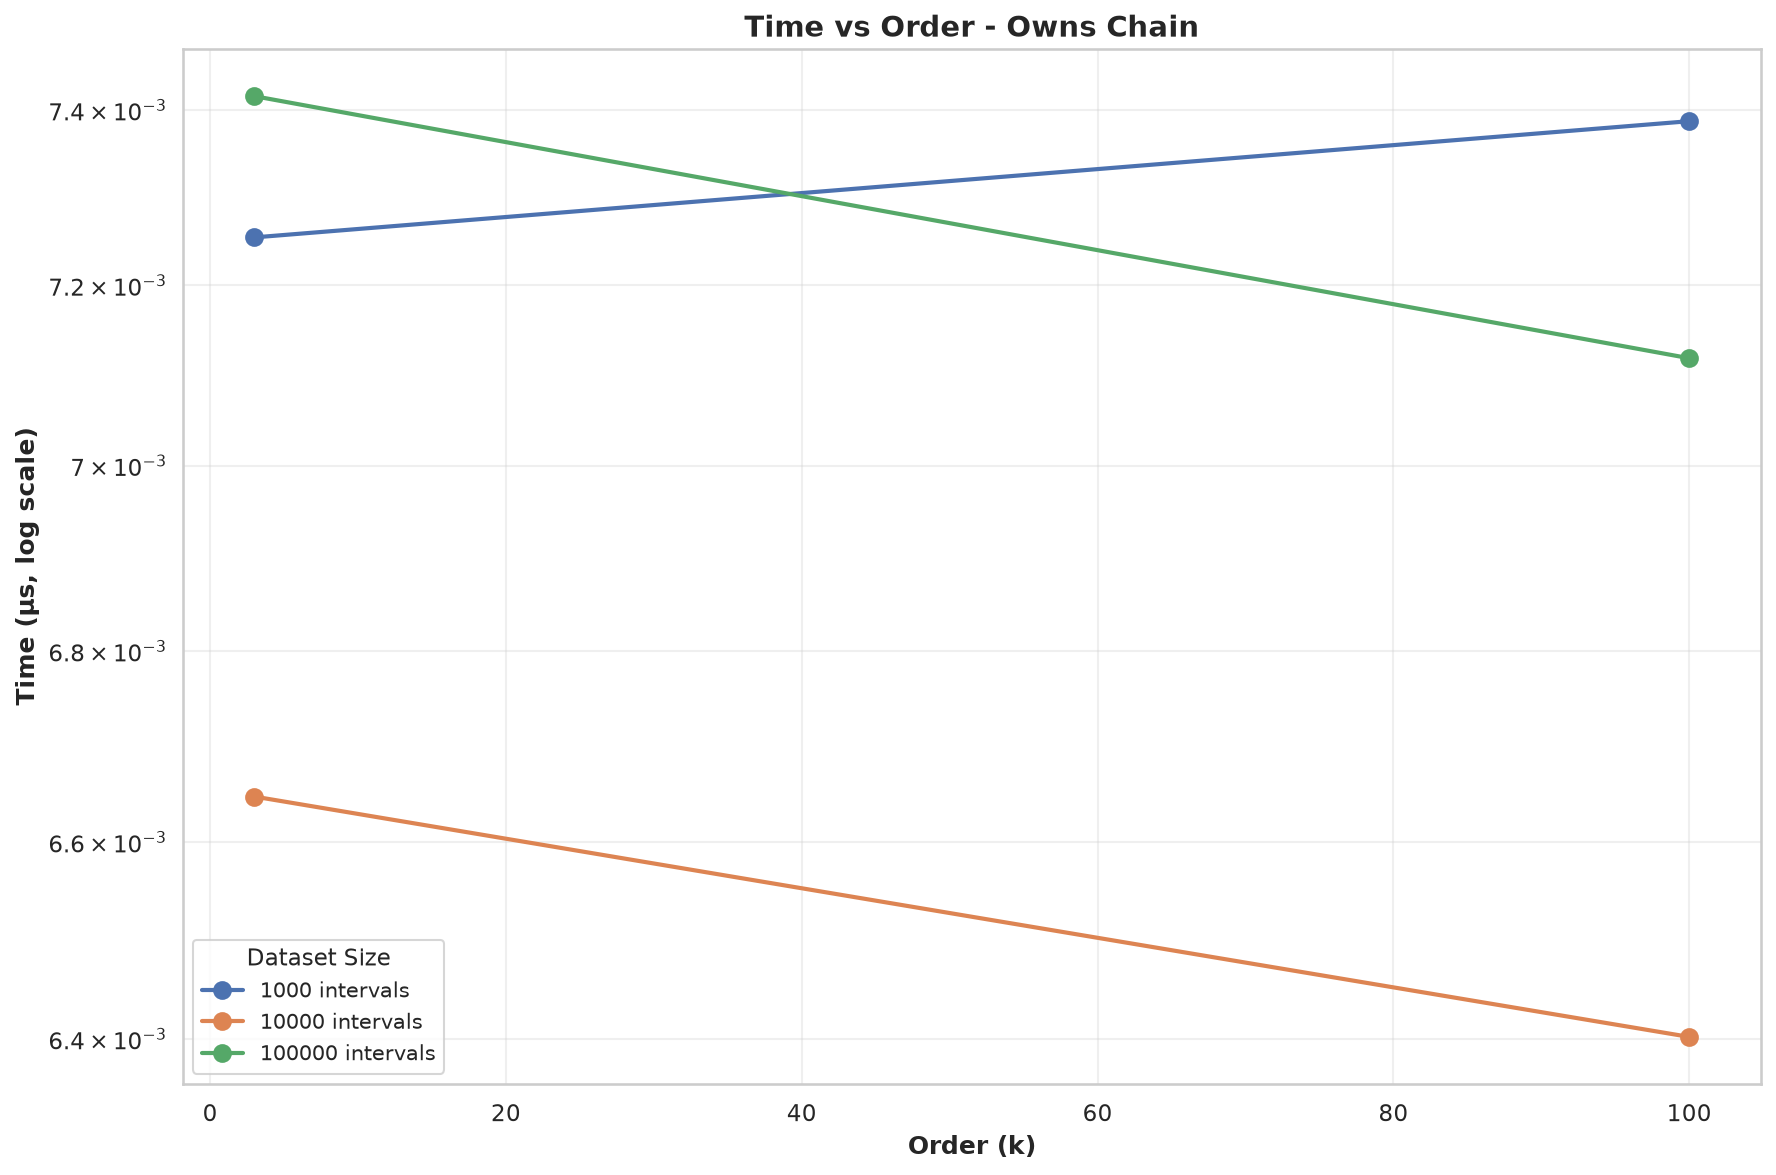 Time vs Order - Owns Chain
7.4 × 10⁻³
7.2 × 10⁻³
7 × 10⁻³
6.8 × 10⁻³
6.6 × 10⁻³
6.4 × 10⁻³
Time (µs, log scale)
Dataset Size
1000 intervals
10000 intervals
100000 intervals
0 20 40 60 80 100
Order (k)